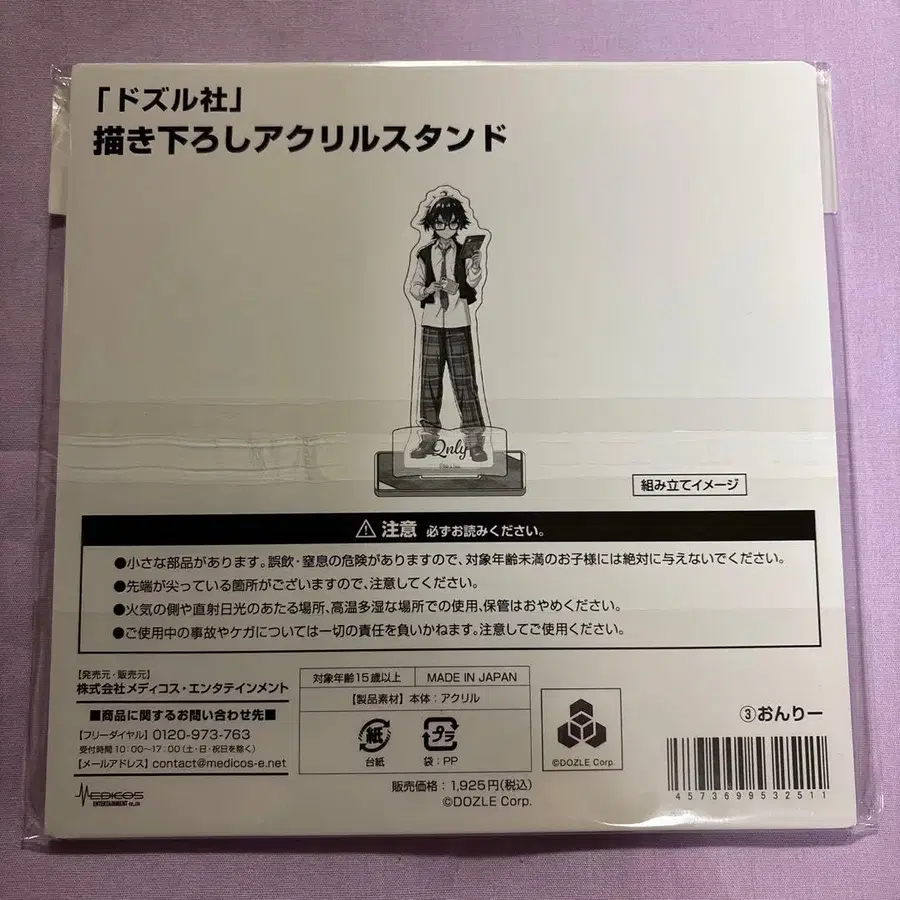 「ドズル社」
描き下ろしアクリルスタンド
Qnly
組み立てイメージ
⚠注意 必ずお読みください。
●小さな部品があります。誤飲・窒息の危険がありますので、対象年齢未満のお子様には絶対に与えないでください。
●先端が尖っている箇所がございますので、注意してください。
●火気の側や直射日光のあたる場所、高温多湿な場所での使用、保管はおやめください。
●ご使用中の事故やケガについては一切の責任を負いかねます。注意してご使用ください。
【発売元・販売元】
株式会社メディコス・エンタテインメント
■商品に関するお問い合わせ先■
【フリーダイヤル】0120-973-763
受付時間 10:00〜17:00(土・日・祝日を除く)
【メールアドレス】contact@medicos-e.net
MEDICOS
ENTERTAINMENT CO.,LTD
対象年齢15歳以上 MADE IN JAPAN
【製品素材】本体:アクリル
紙 プラ
台紙 袋:PP
販売価格:1,925円(税込)
©DOZLE Corp.
©DOZLE Corp.
③おんりー
4573699532511